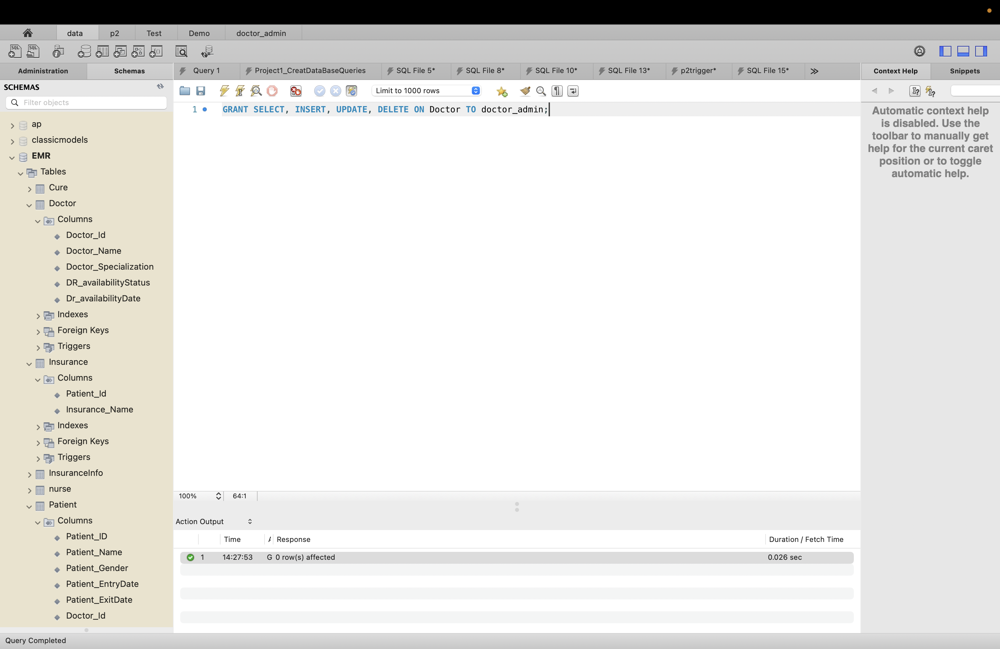 data p2 Test Demo doctor_admin
Administration Schemas Query 1 Project1_CreatDataBaseQueries SQL File 5* SQL File 8* SQL File 10* SQL File 13* p2trigger* SQL File 15* Context Help Snippets
SCHEMAS
Filter objects
ap
classicmodels
EMR
Tables
Cure
Doctor
Columns
Doctor_Id
Doctor_Name
Doctor_Specialization
DR_availabilityStatus
Dr_availabilityDate
Indexes
Foreign Keys
Triggers
Insurance
Columns
Patient_Id
Insurance_Name
Indexes
Foreign Keys
Triggers
InsuranceInfo
nurse
Patient
Columns
Patient_ID
Patient_Name
Patient_Gender
Patient_EntryDate
Patient_ExitDate
Doctor_Id
Limit to 1000 rows
1 GRANT SELECT, INSERT, UPDATE, DELETE ON Doctor TO doctor_admin;
100% 64:1
Action Output
Time Response Duration / Fetch Time
1 14:27:53 G 0 row(s) affected 0.026 sec
Automatic context help
is disabled. Use the
toolbar to manually get
help for the current caret
position or to toggle
automatic help.
Query Completed